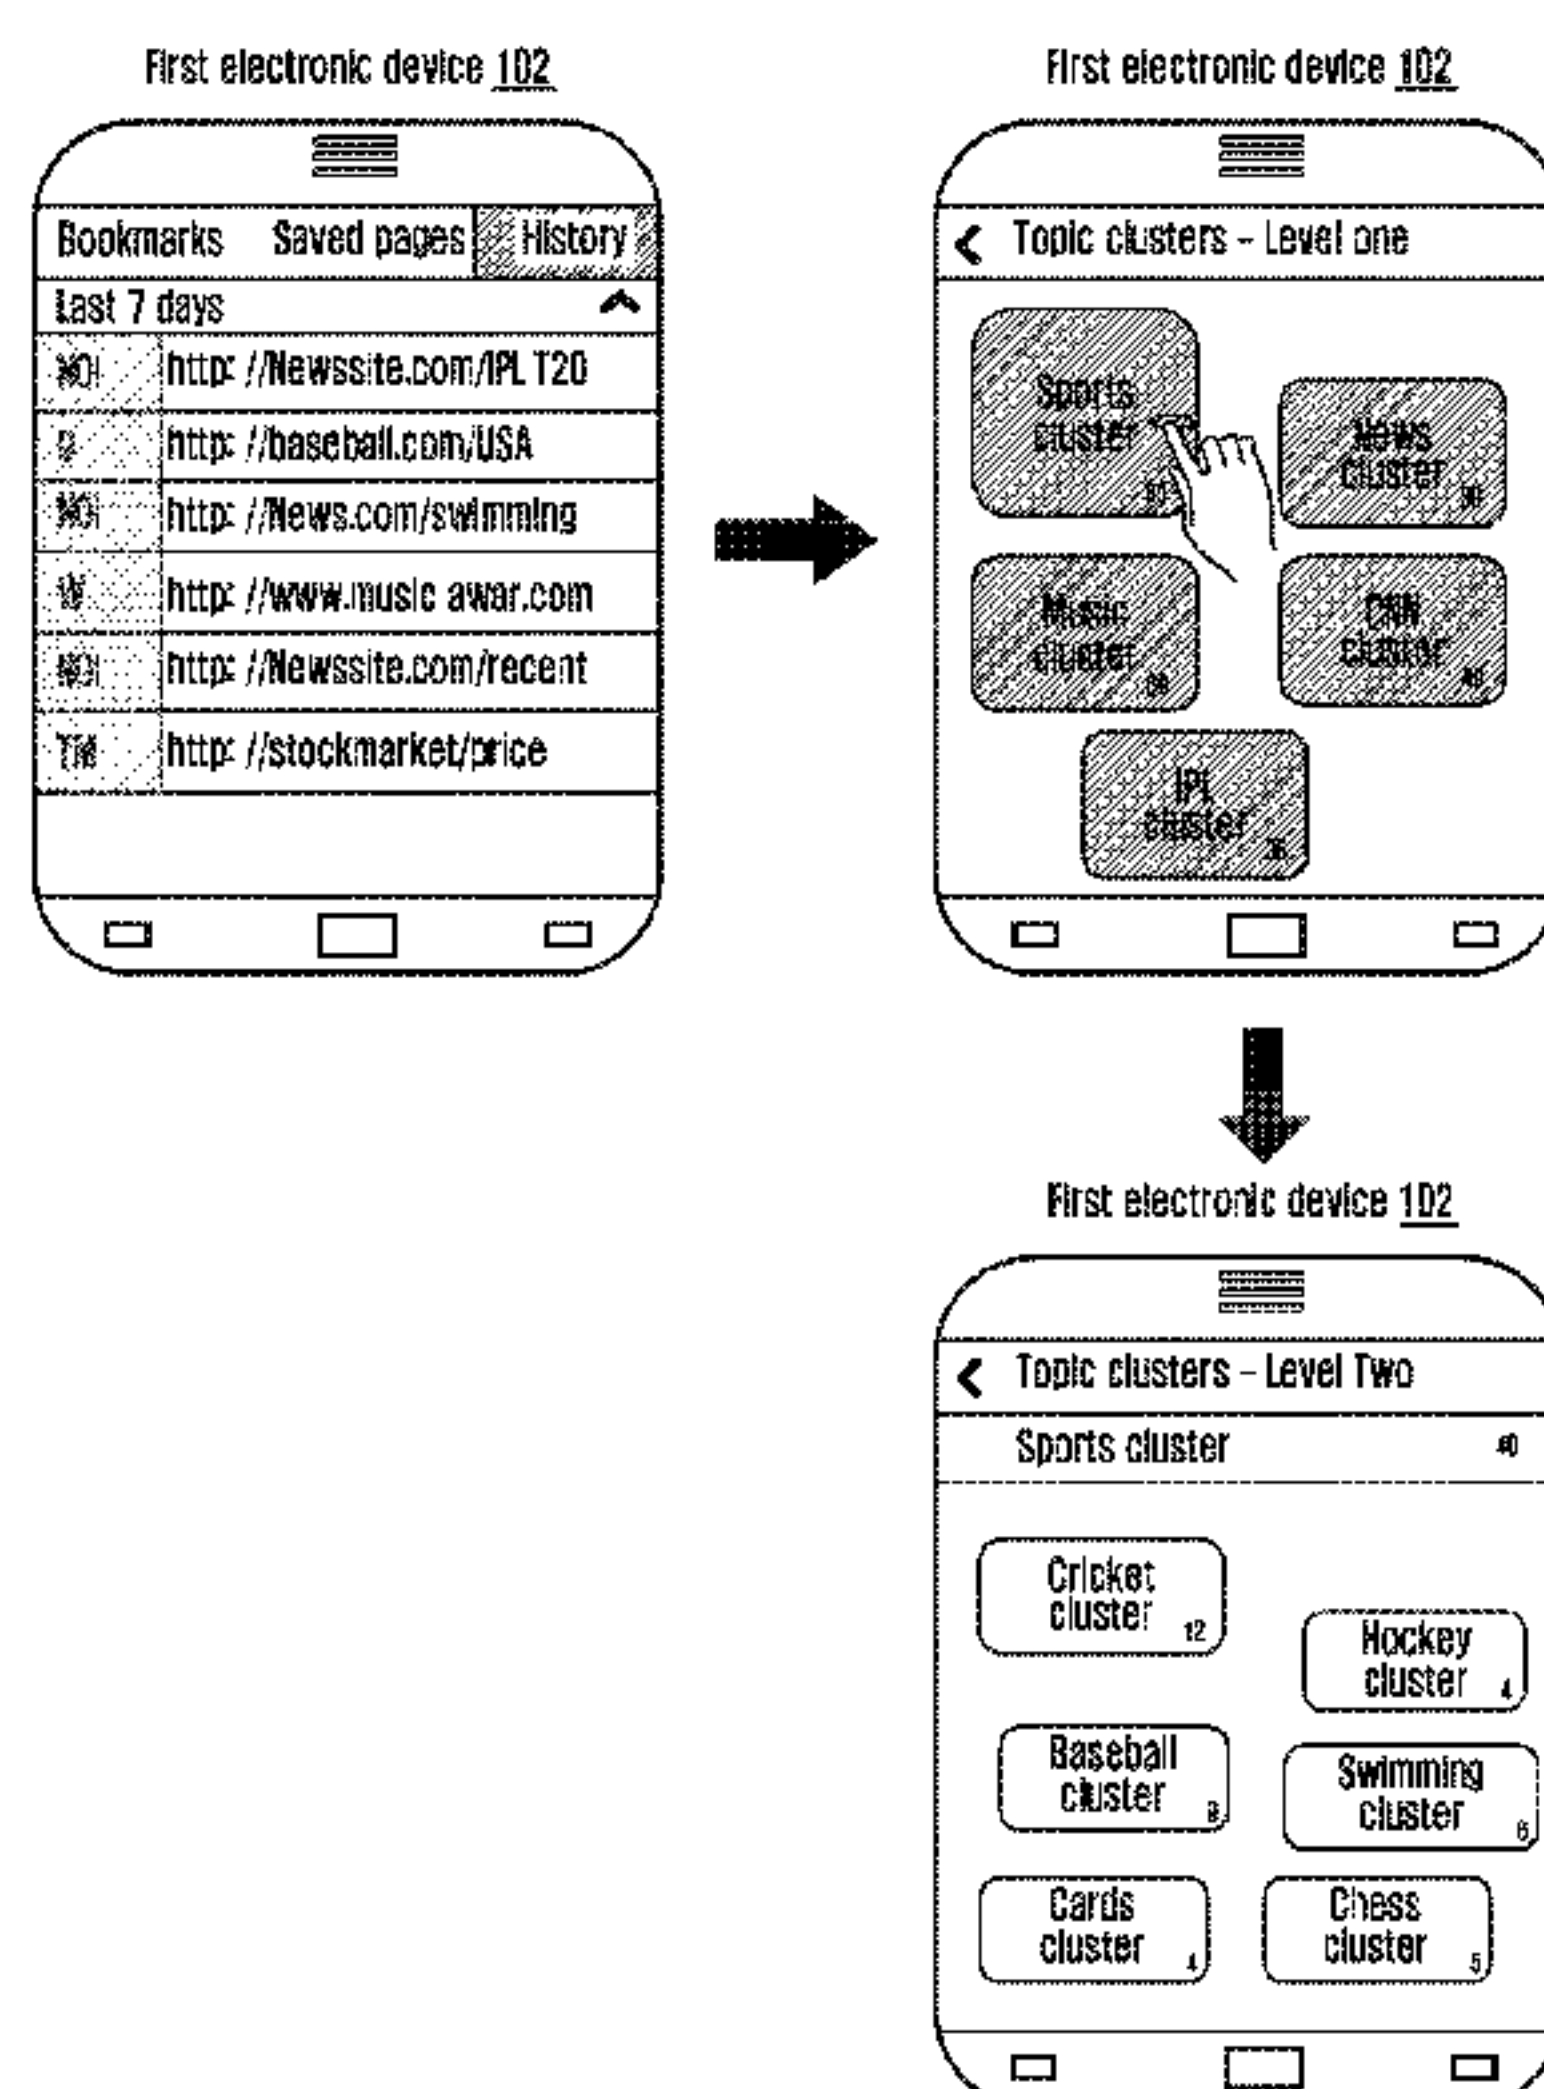 First electronic device 102
Bookmarks Saved pages History
Last 7 days
http: //Newssite.com/IPL T20
http: //baseball.com/USA
http: //News.com/swimming
http: //www.music awar.com
http: //Newssite.com/recent
TM http: //stockmarket/price
First electronic device 102
Topic clusters – Level one
Sports
cluster
News
cluster
Music
cluster
CNN
cluster
IPL
cluster
First electronic device 102
Topic clusters – Level Two
Sports cluster
Cricket
cluster 12
Hockey
cluster 4
Baseball
cluster
Swimming
cluster 6
Cards
cluster 4
Chess
cluster 5